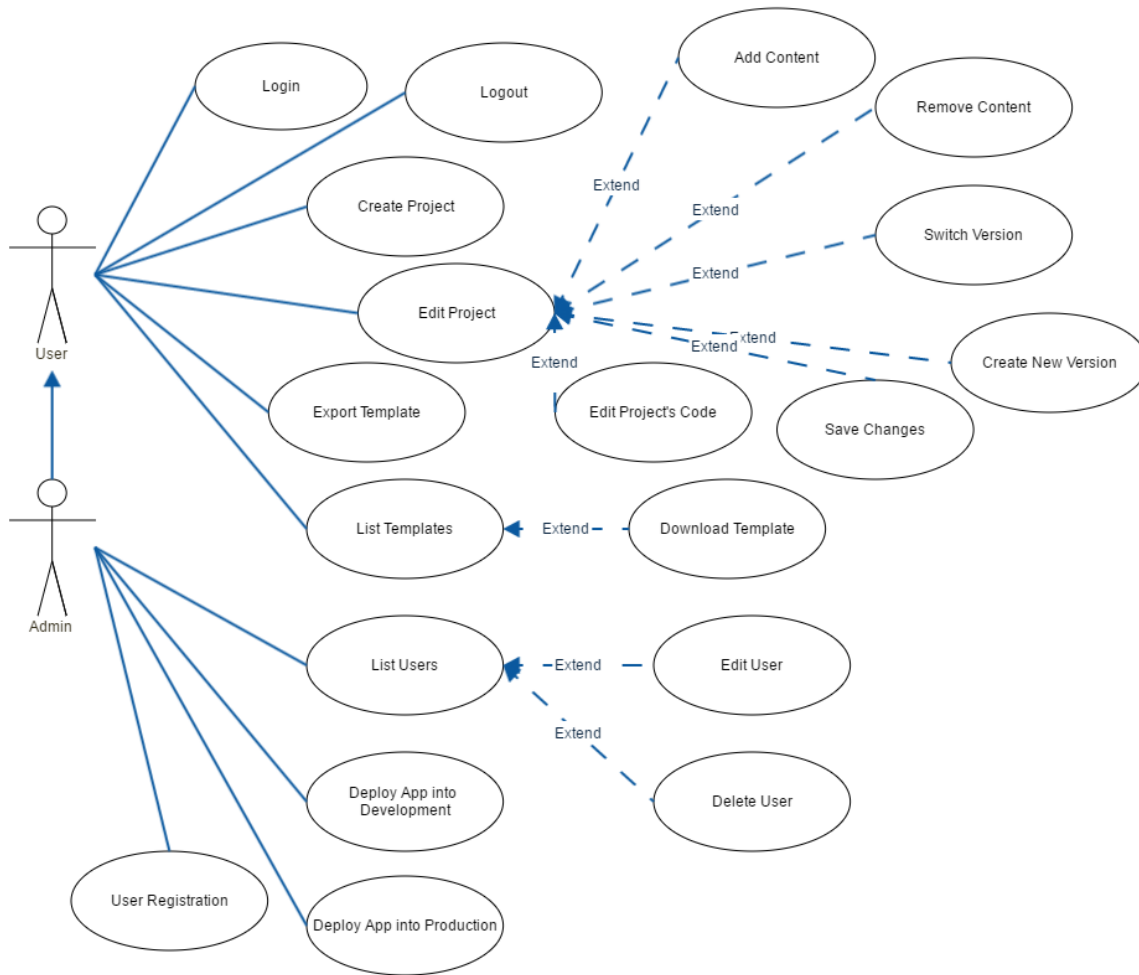 Add Content
Login
Logout
Remove Content
Extend
Create Project
Extend
Switch Version
Extend
Edit Project
Extend
Extend
User
Extend
Create New Version
Export Template
Edit Project's Code
Save Changes
List Templates
Extend
Download Template
Admin
List Users
Extend
Edit User
Extend
Deploy App into
Development
Delete User
User Registration
Deploy App into Production